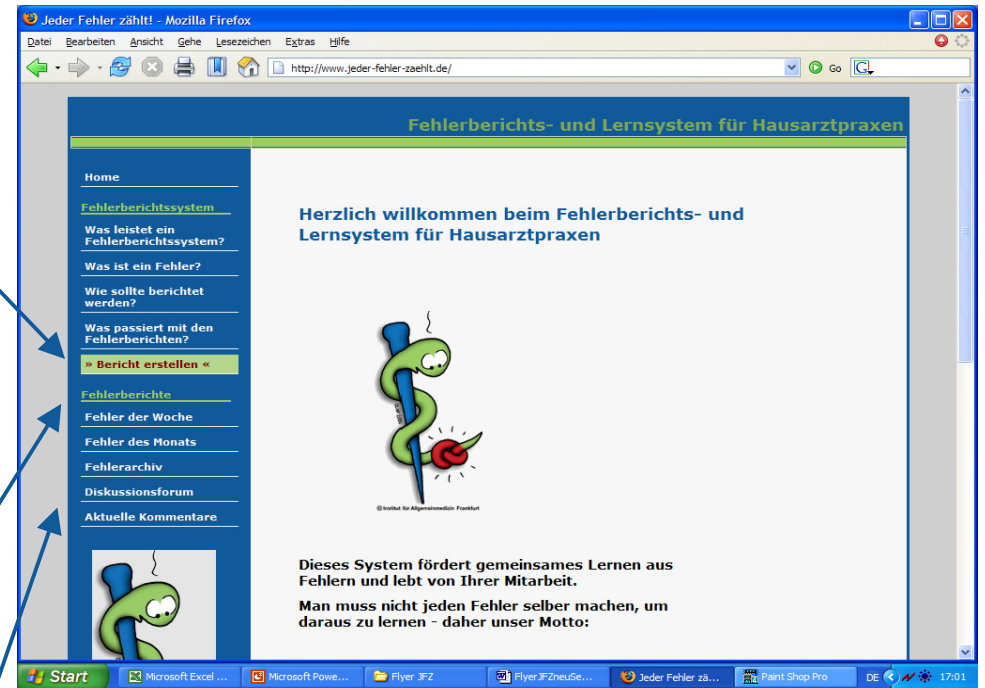 Jeder Fehler zählt! - Mozilla Firefox
Datei Bearbeiten Ansicht Gehe Lesezeichen Extras Hilfe
http://www.jeder-fehler-zaehlt.de/ Go G
Fehlerberichts- und Lernsystem für Hausarztpraxen
Home
Fehlerberichtssystem
Was leistet ein
Fehlerberichtssystem?
Was ist ein Fehler?
Wie sollte berichtet
werden?
Was passiert mit den
Fehlerberichten?
» Bericht erstellen «
Fehlerberichte
Fehler der Woche
Fehler des Monats
Fehlerarchiv
Diskussionsforum
Aktuelle Kommentare
Herzlich willkommen beim Fehlerberichts- und
Lernsystem für Hausarztpraxen
© Institut für Allgemeinmedizin Frankfurt
Dieses System fördert gemeinsames Lernen aus
Fehlern und lebt von Ihrer Mitarbeit.
Man muss nicht jeden Fehler selber machen, um
daraus zu lernen - daher unser Motto:
Start Microsoft Excel ... Microsoft Powe... Flyer JFZ FlyerJFZneuSe... Jeder Fehler zä... Paint Shop Pro DE 17:01